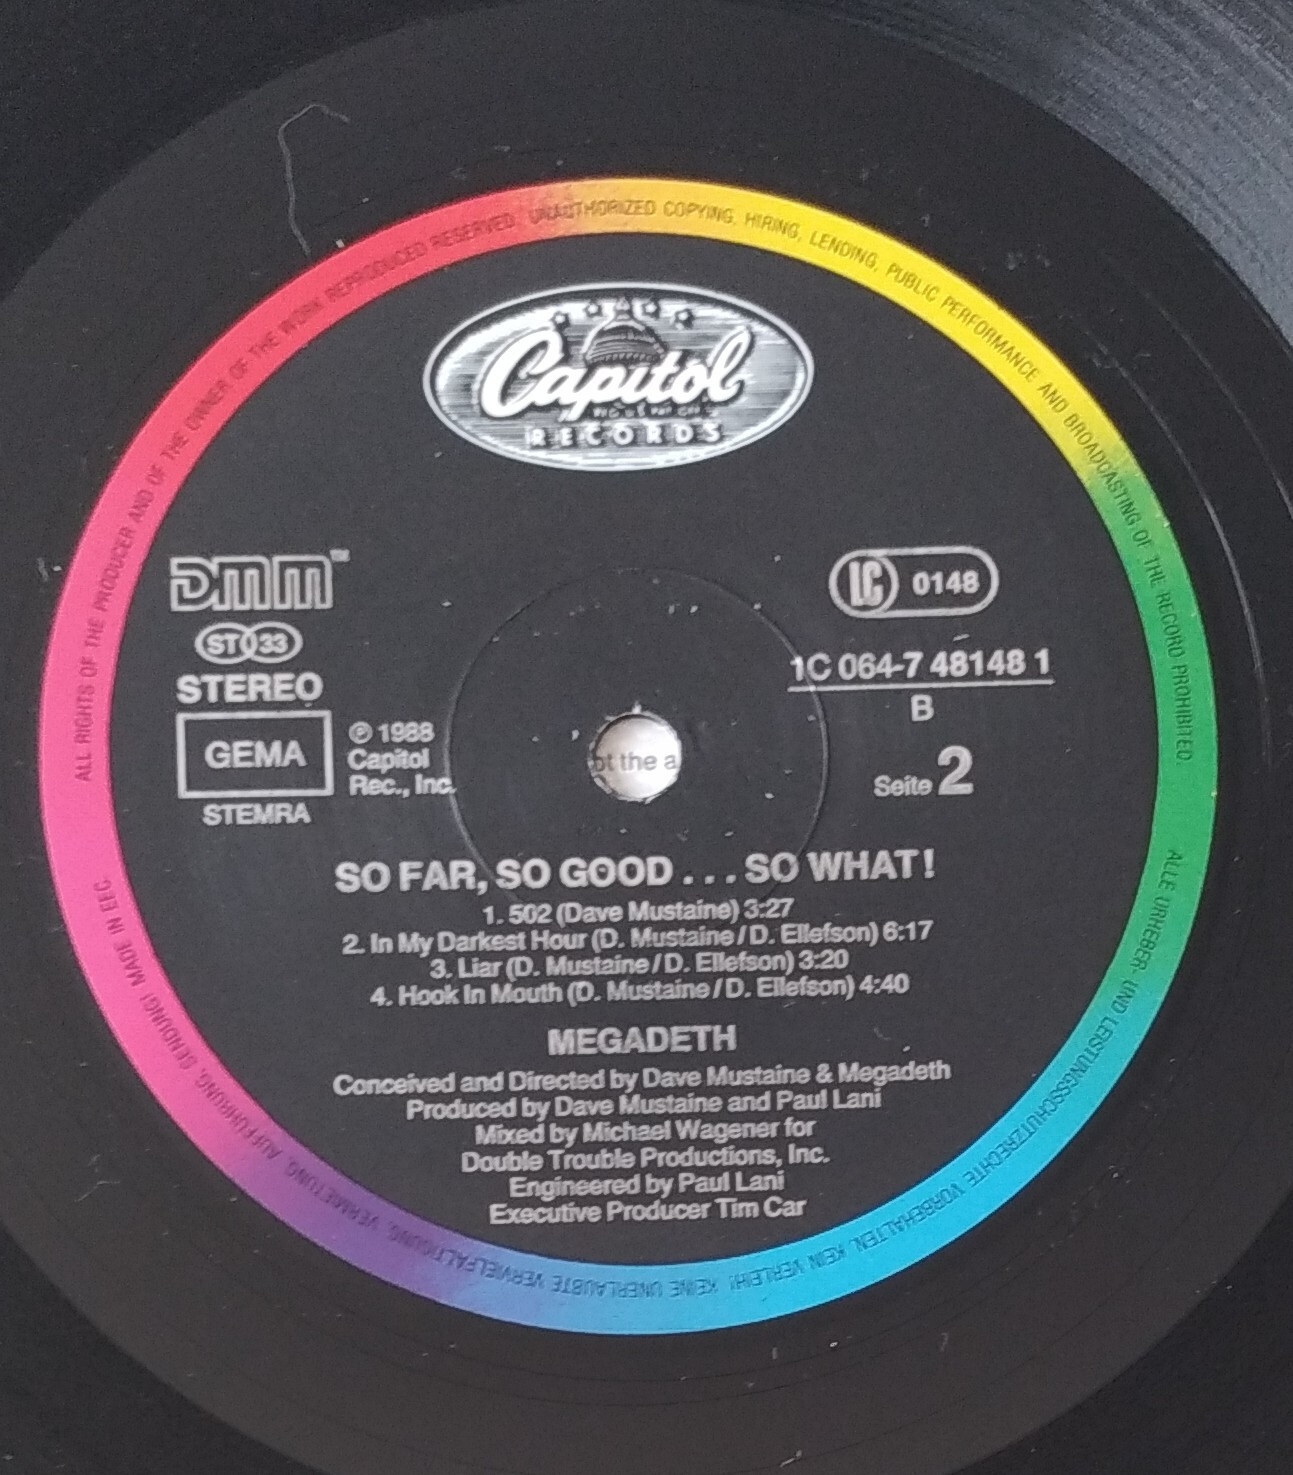 ALL RIGHTS OF THE PRODUCER AND OF THE OWNER OF THE WORK REPRODUCED RESERVED. UNAUTHORIZED COPYING, HIRING, LENDING, PUBLIC PERFORMANCE AND BROADCASTING OF THE RECORD PROHIBITED.
Capitol
RECORDS
DMM™
LC 0148
ST 33
STEREO
1C 064-7 48148 1
B
GEMA
STEMRA
℗ 1988
Capitol
Rec., Inc.
ot the a
Seite 2
SO FAR, SO GOOD . . . SO WHAT!
1. 502 (Dave Mustaine) 3:27
2. In My Darkest Hour (D. Mustaine / D. Ellefson) 6:17
3. Liar (D. Mustaine / D. Ellefson) 3:20
4. Hook In Mouth (D. Mustaine / D. Ellefson) 4:40
MEGADETH
Conceived and Directed by Dave Mustaine & Megadeth
Produced by Dave Mustaine and Paul Lani
Mixed by Michael Wagener for
Double Trouble Productions, Inc.
Engineered by Paul Lani
Executive Producer Tim Car
ALLE URHEBER- UND LEISTUNGSSCHUTZRECHTE VORBEHALTEN. KEIN VERLEIH! KEINE UNERLAUBTE VERVIELFÄLTIGUNG, VERMIETUNG, AUFFÜHRUNG, SENDUNG! MADE IN EEC.